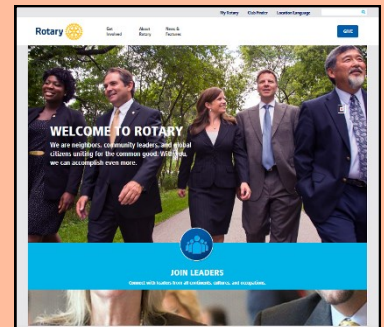 My Rotary Club Finder Location/Language
Rotary
Get Involved
About Rotary
News & Features
GIVE
WELCOME TO ROTARY
We are neighbors, community leaders, and global
citizens uniting for the common good. With you,
we can accomplish even more.
JOIN LEADERS
Connect with leaders from all continents, cultures, and occupations.